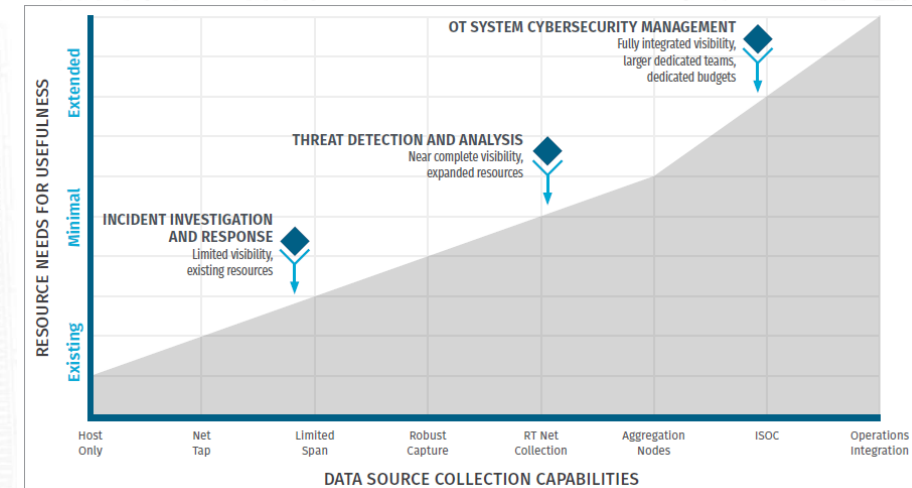 OT SYSTEM CYBERSECURITY MANAGEMENT
Fully integrated visibility,
larger dedicated teams,
dedicated budgets
THREAT DETECTION AND ANALYSIS
Near complete visibility,
expanded resources
INCIDENT INVESTIGATION
AND RESPONSE
Limited visibility,
existing resources
RESOURCE NEEDS FOR USEFULNESS
Extended
Minimal
Existing
Host
Only
Net
Tap
Limited
Span
Robust
Capture
RT Net
Collection
Aggregation
Nodes
ISOC
Operations
Integration
DATA SOURCE COLLECTION CAPABILITIES